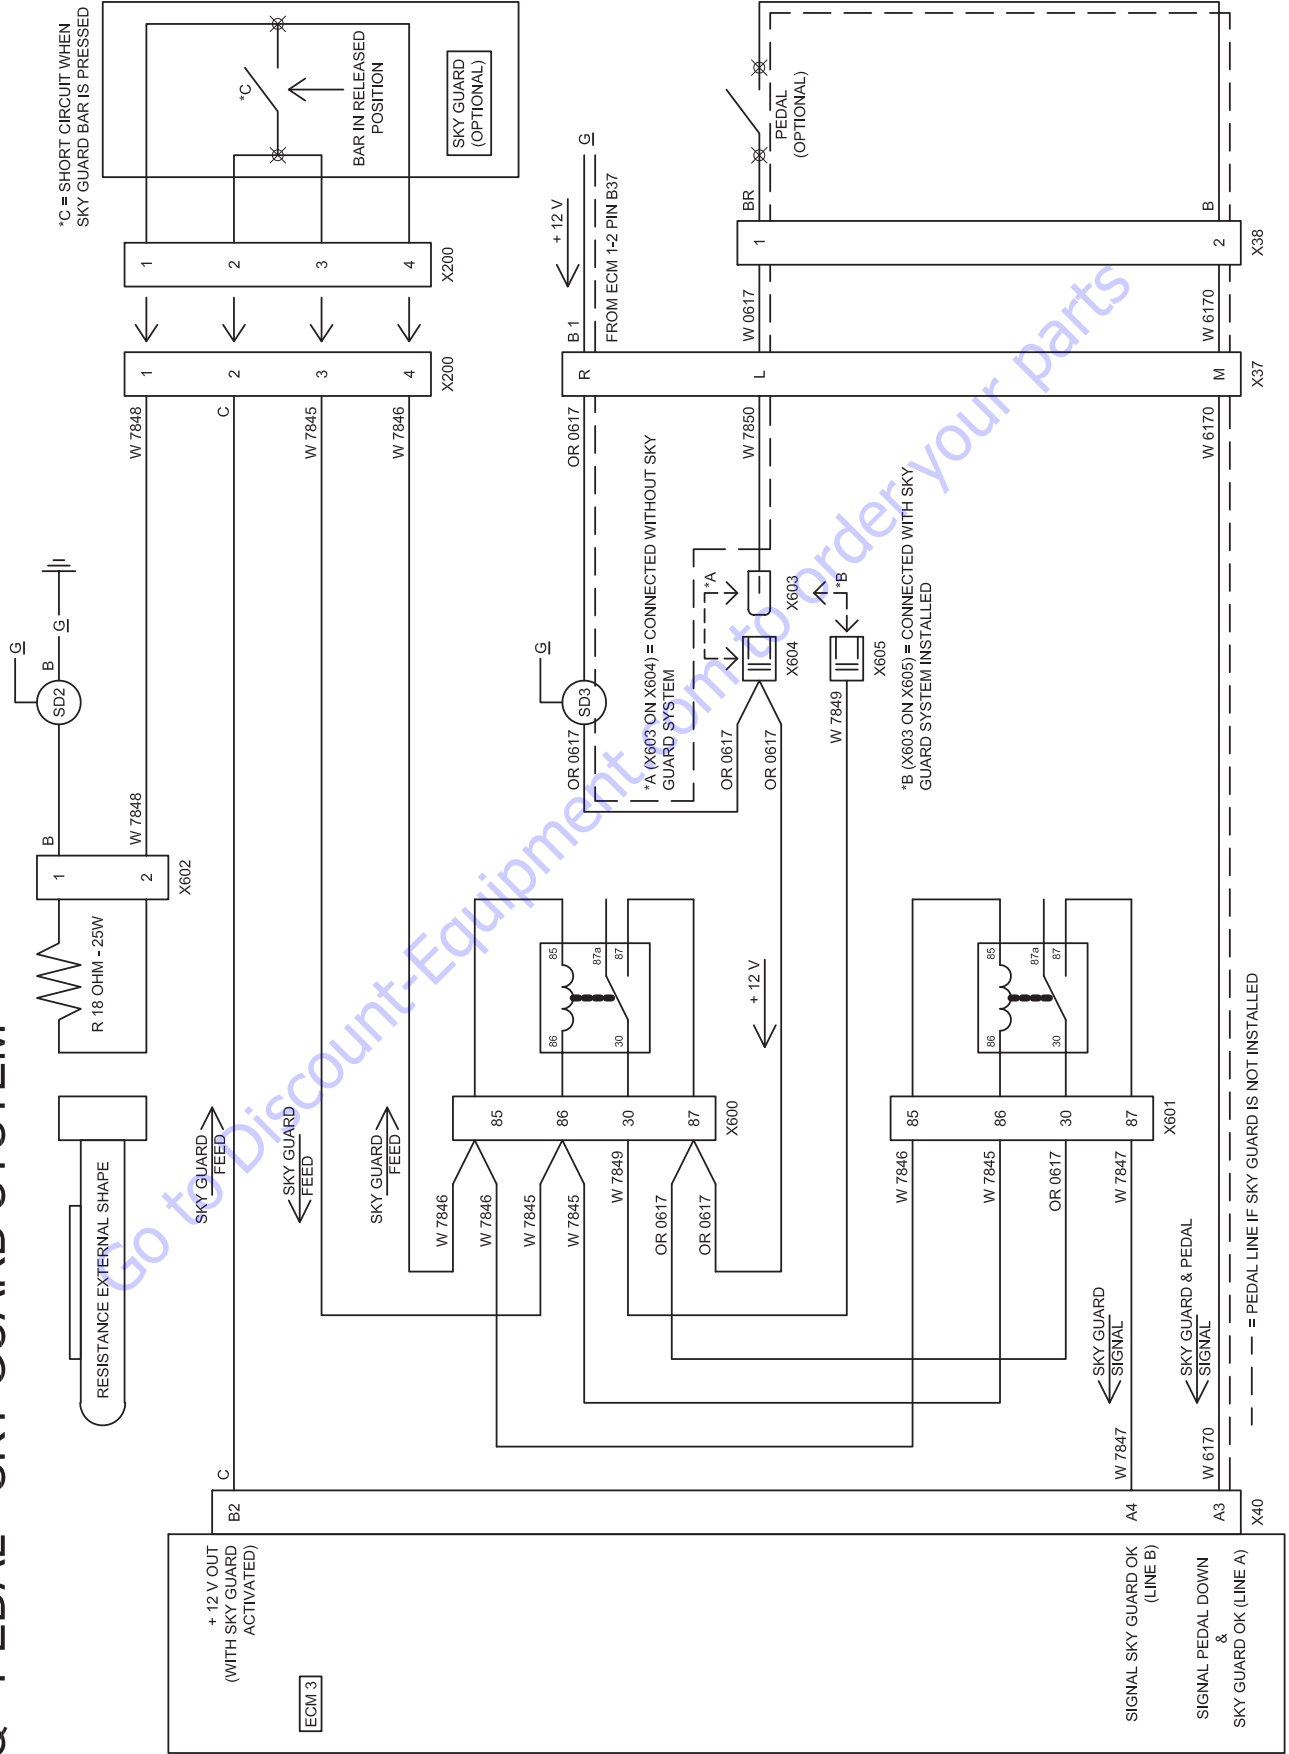 & PEDAL - SKY GUARD SYSTEM
*C = SHORT CIRCUIT WHEN
SKY GUARD BAR IS PRESSED
*C
BAR IN RELEASED
POSITION
SKY GUARD
(OPTIONAL)
1
2
3
4
X200
1
2
3
4
X200
W 7848
C
W 7845
W 7846
G
G
B
SD2
B
W 7848
1
2
X602
R 18 OHM - 25W
RESISTANCE EXTERNAL SHAPE
SKY GUARD
FEED
SKY GUARD
FEED
SKY GUARD
FEED
+ 12 V
G
B 1
FROM ECM 1-2 PIN B37
PEDAL
(OPTIONAL)
BR
B
1
2
X38
W 0617
W 6170
R
L
M
X37
OR 0617
W 7850
W 6170
G
SD3
OR 0617
*A (X603 ON X604) = CONNECTED WITHOUT SKY
GUARD SYSTEM
*A
X603
X604
*B
X605
OR 0617
OR 0617
W 7849
*B (X603 ON X605) = CONNECTED WITH SKY
GUARD SYSTEM INSTALLED
+ 12 V
85
87a
87
86
30
85
86
30
87
X600
W 7846
W 7846
W 7845
W 7845
W 7849
OR 0617
OR 0617
85
87a
87
86
30
85
86
30
87
X601
W 7846
W 7845
OR 0617
W 7847
SKY GUARD
SIGNAL
SKY GUARD & PEDAL
SIGNAL
= PEDAL LINE IF SKY GUARD IS NOT INSTALLED
C
W 7847
W 6170
B2
A4
A3
X40
+ 12 V OUT
(WITH SKY GUARD
ACTIVATED)
ECM 3
SIGNAL SKY GUARD OK
(LINE B)
SIGNAL PEDAL DOWN
&
SKY GUARD OK (LINE A)
Go to Discount-Equipment.com to order your parts